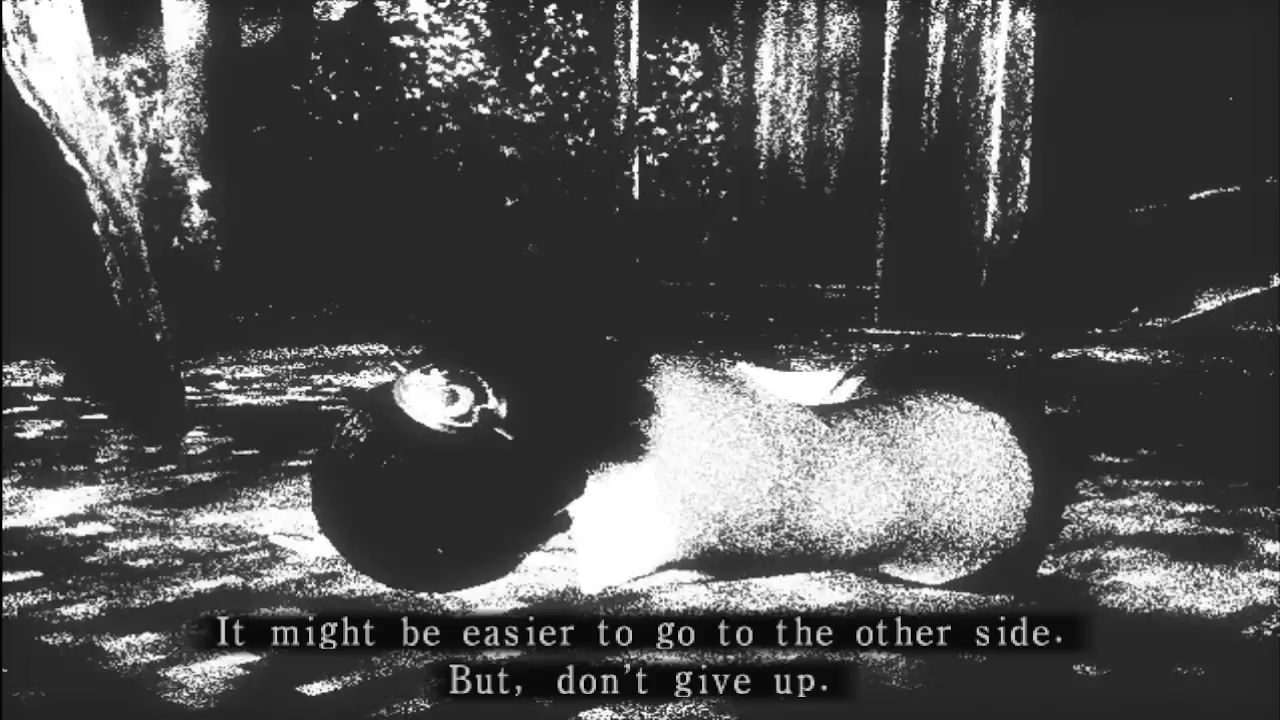 It might be easier to go to the other side.
But, don't give up.